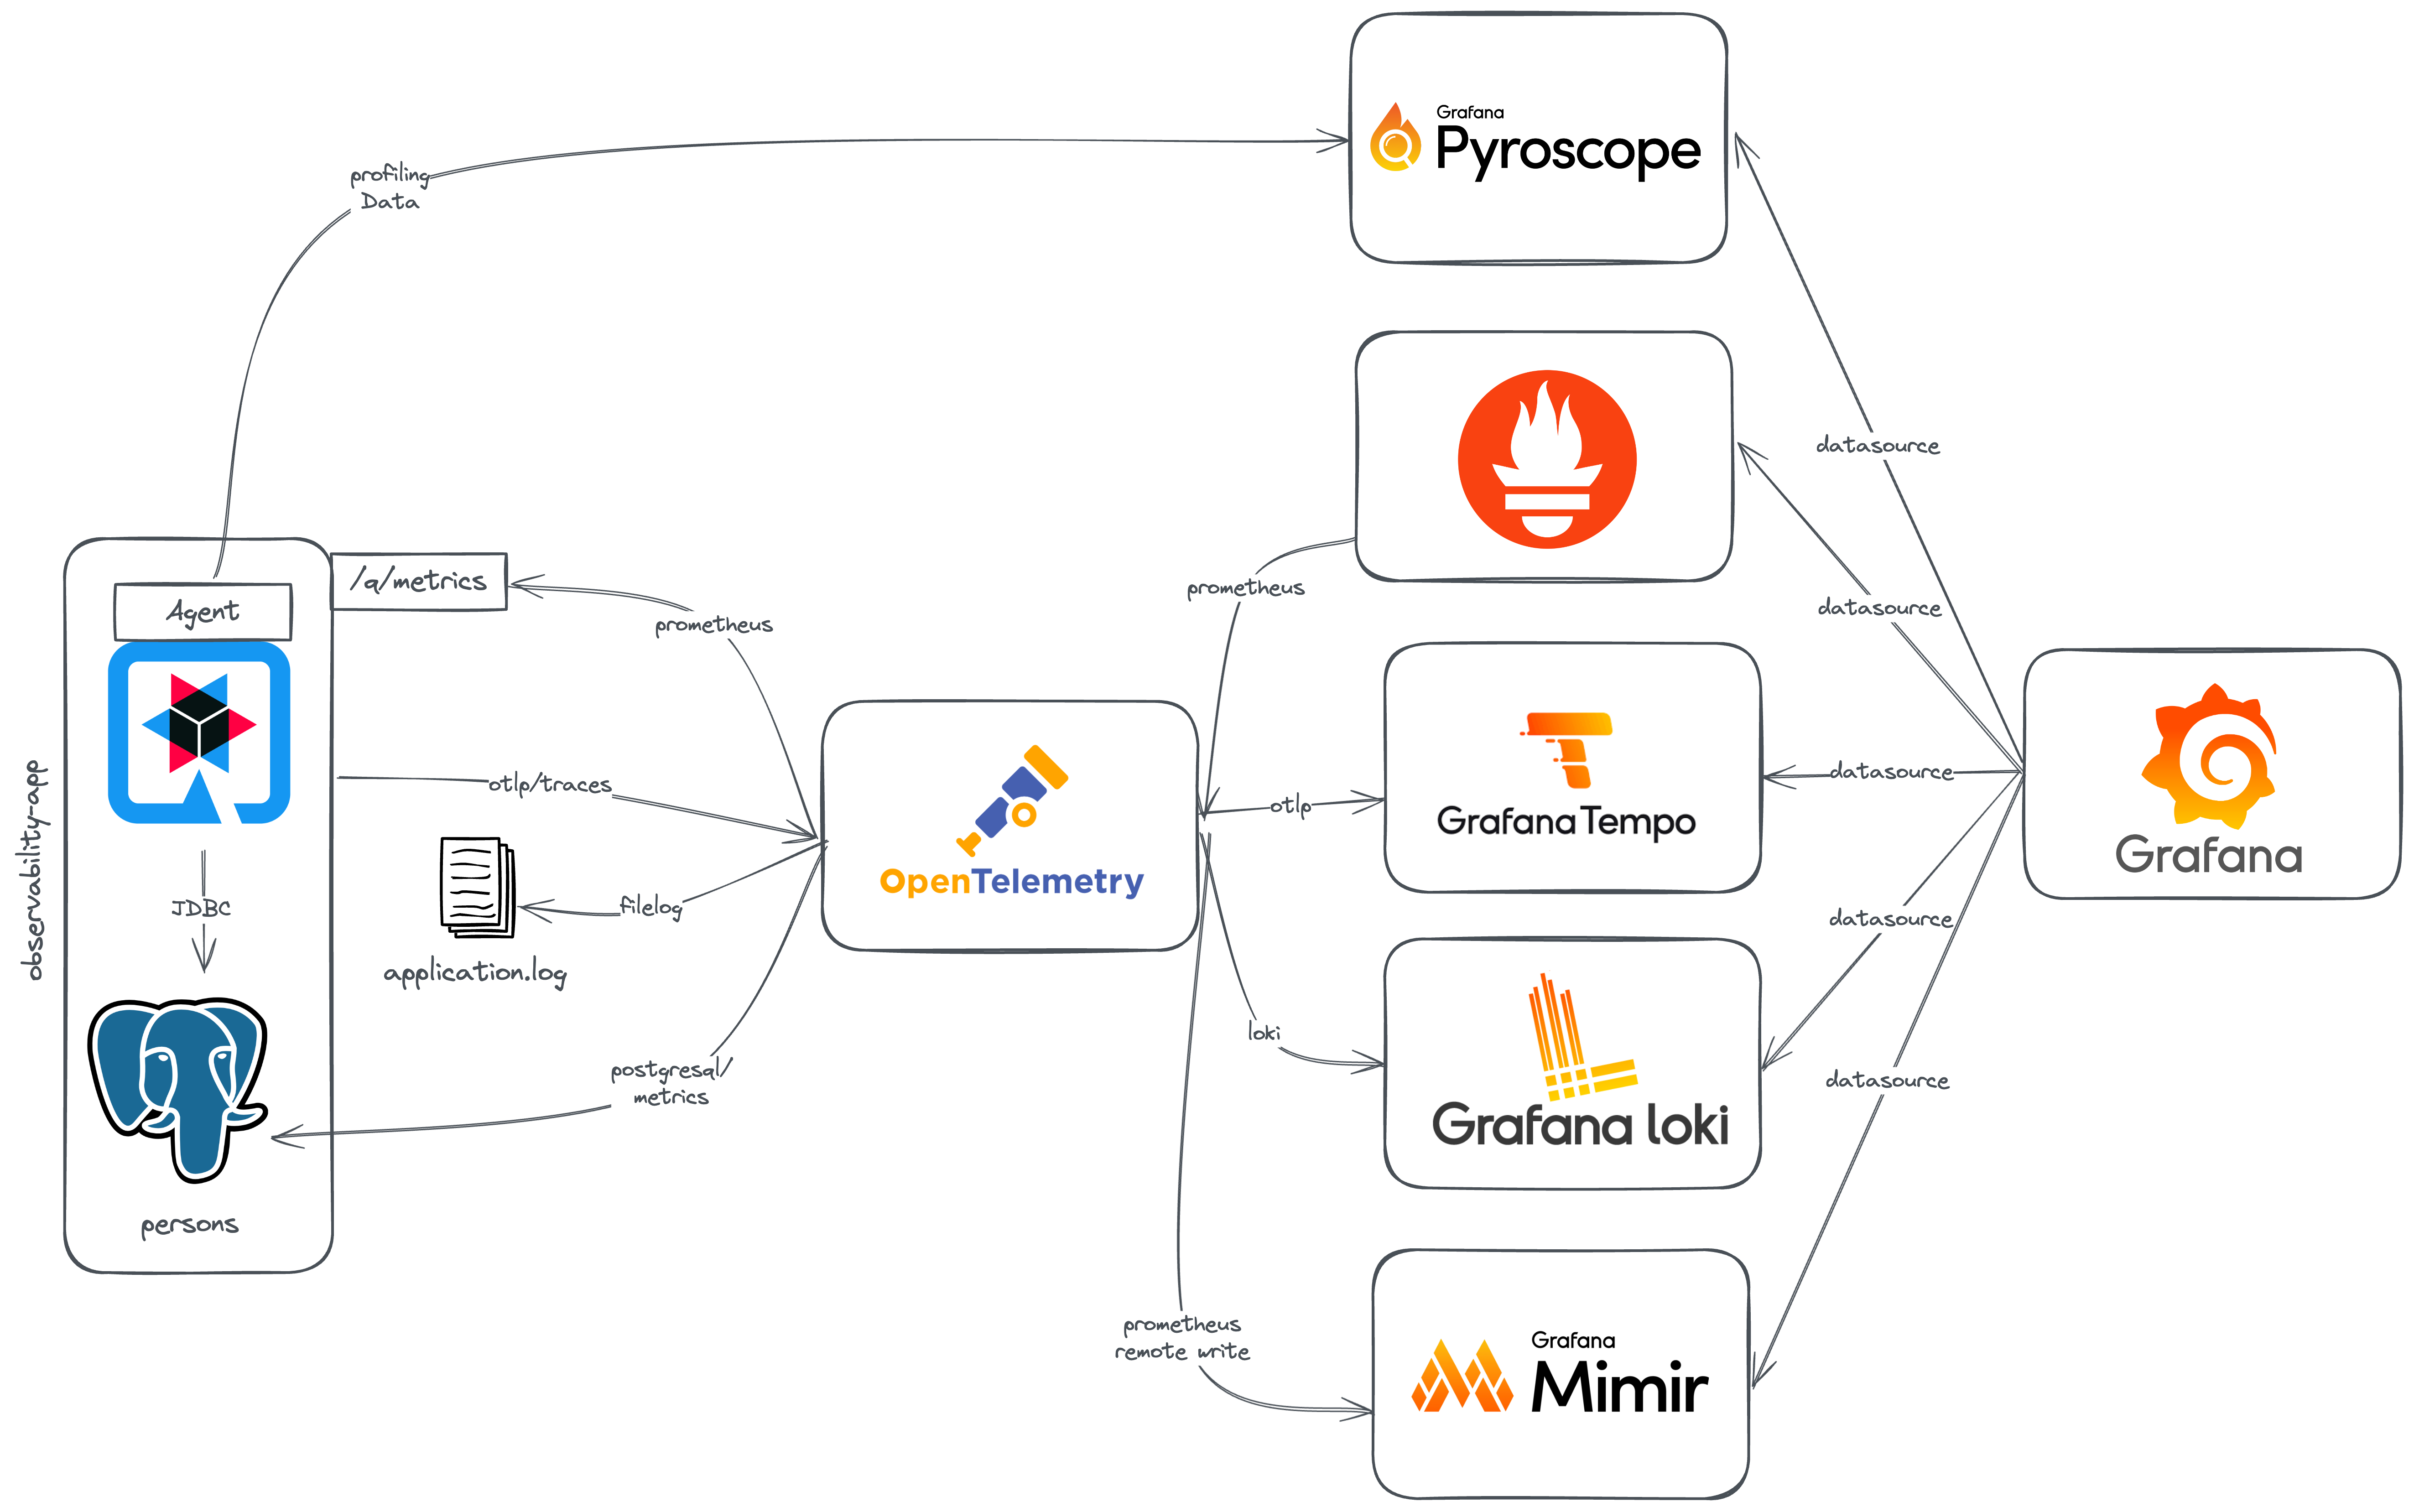 Grafana
Pyroscope
profiling
Data
datasource
prometheus
/q/metrics
Agent
prometheus
datasource
observability-app
otlp/traces
otlp
Grafana Tempo
datasource
Grafana
JDBC
filelog
application.log
OpenTelemetry
datasource
loki
Grafana loki
postgresql/
metrics
datasource
persons
prometheus
remote write
Grafana
Mimir